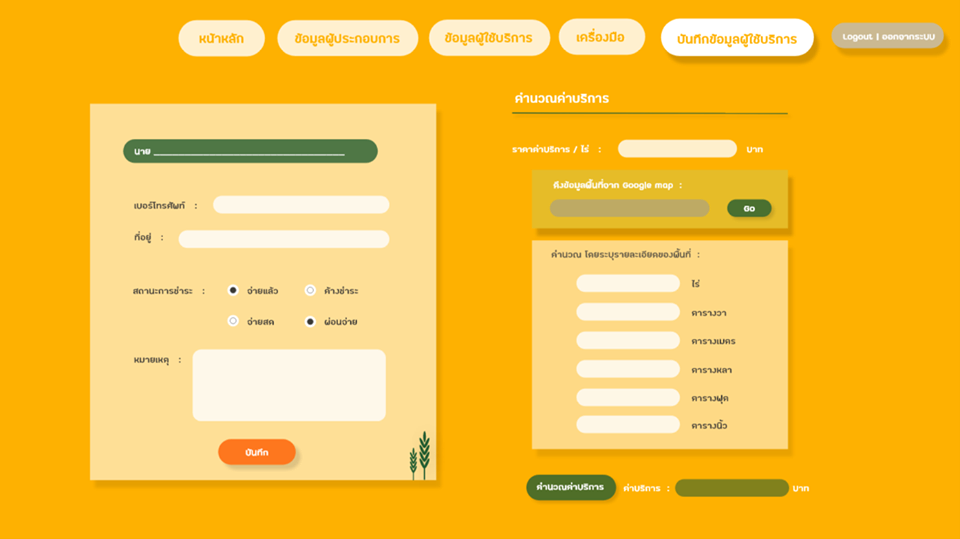 หน้าหลัก
ข้อมูลผู้ประกอบการ
ข้อมูลผู้ใช้บริการ
เครื่องมือ
บันทึกข้อมูลผู้ใช้บริการ
Logout | ออกจากระบบ
นาย ______________________________________
เบอร์โทรศัพท์ :
ที่อยู่ :
สถานะการชำระ : จ่ายแล้ว ค้างชำระ
จ่ายสด ผ่อนจ่าย
หมายเหตุ :
บันทึก
คำนวณค่าบริการ
ราคาค่าบริการ / ไร่ : บาท
ดึงข้อมูลพื้นที่จาก Google map :
Go
คำนวณ โดยระบุรายละเอียดของพื้นที่ :
ไร่
ตารางวา
ตารางเมตร
ตารางหลา
ตารางฟุต
ตารางนิ้ว
คำนวณค่าบริการ ค่าบริการ : บาท